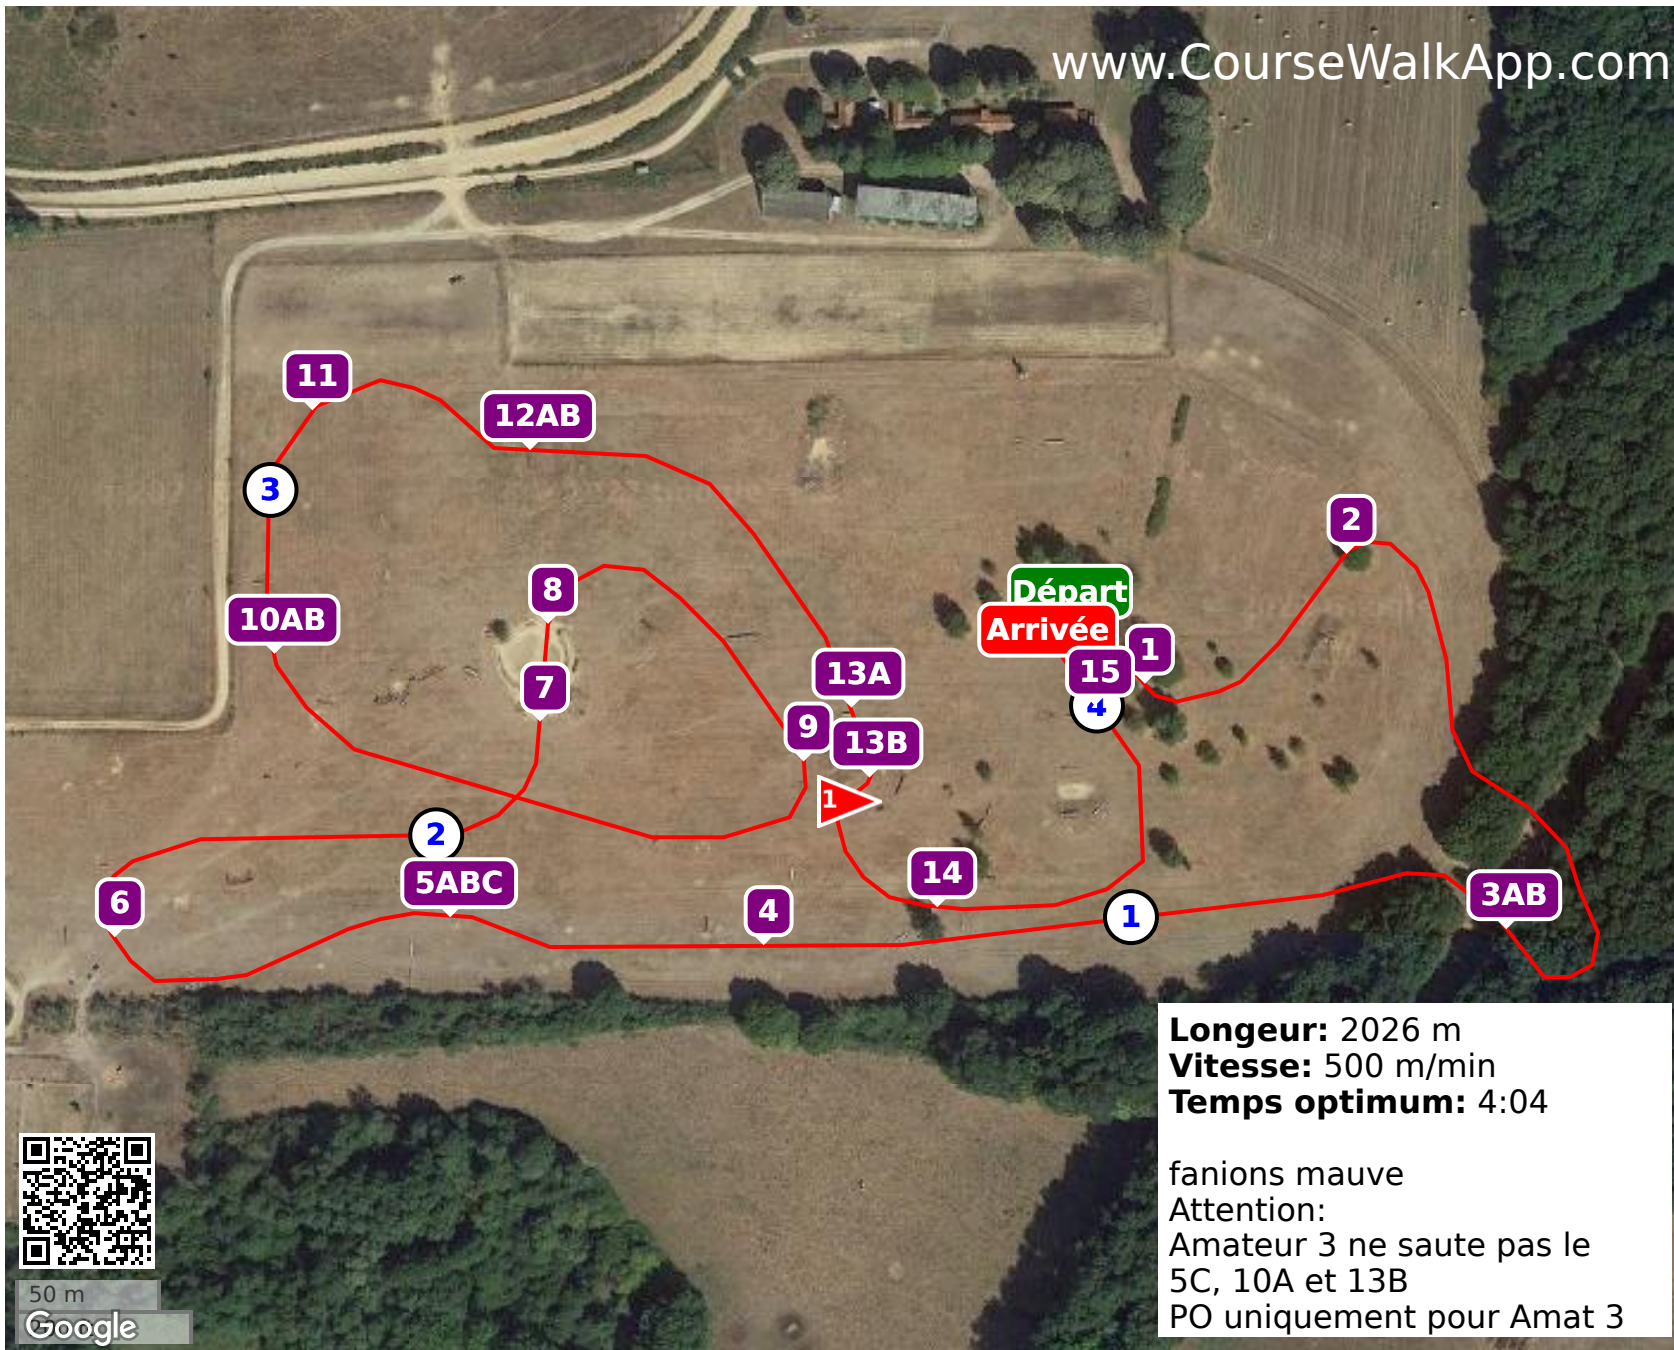 www.CourseWalkApp.com
11
12AB
3
2
8
Départ
10AB
Arrivée
1
13A
15
7
4
9
13B
1
2
5ABC
14
3AB
6
4
1
Longeur: 2026 m
Vitesse: 500 m/min
Temps optimum: 4:04
fanions mauve
Attention:
Amateur 3 ne saute pas le
5C, 10A et 13B
PO uniquement pour Amat 3
50 m
Google